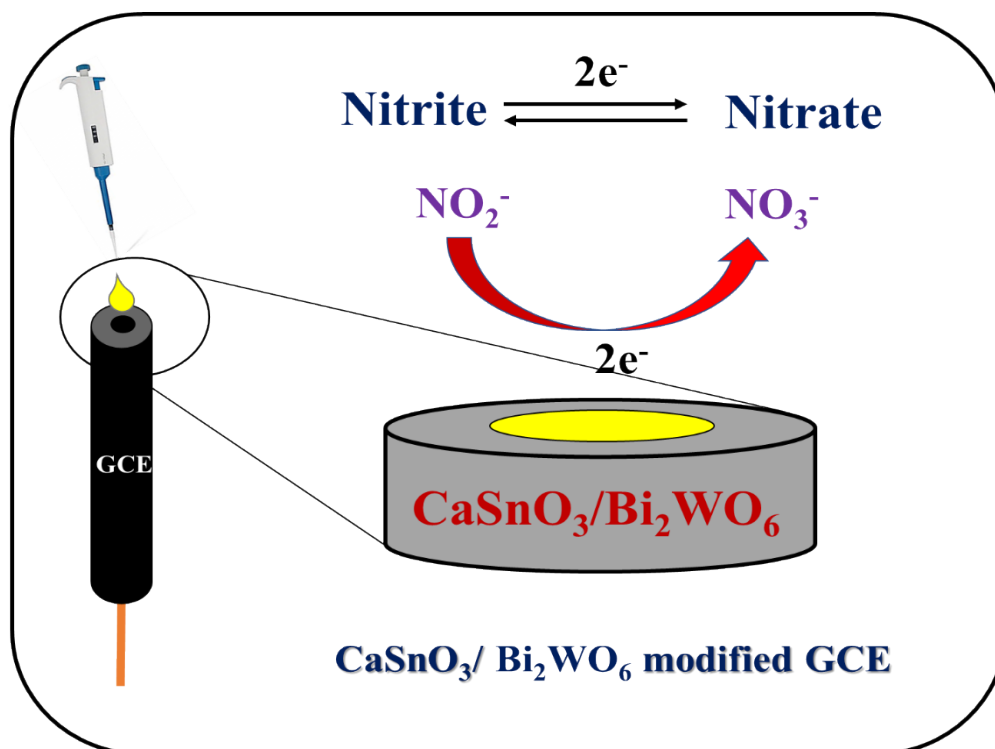 2e⁻
Nitrite Nitrate
NO₂⁻ NO₃⁻
2e⁻
GCE
CaSnO₃/Bi₂WO₆
CaSnO₃/ Bi₂WO₆ modified GCE